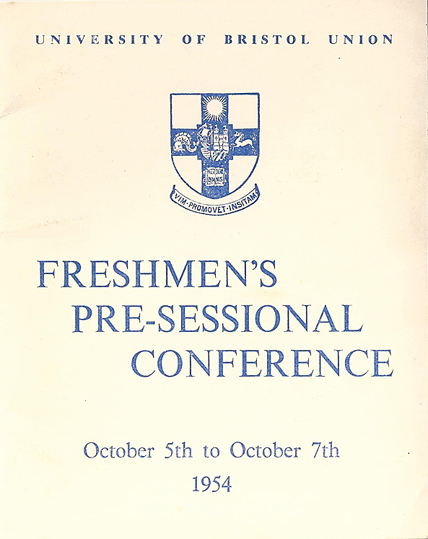 UNIVERSITY OF BRISTOL UNION
VIM·PROMOVET·INSITAM
FRESHMEN'S
PRE-SESSIONAL
CONFERENCE
October 5th to October 7th
1954